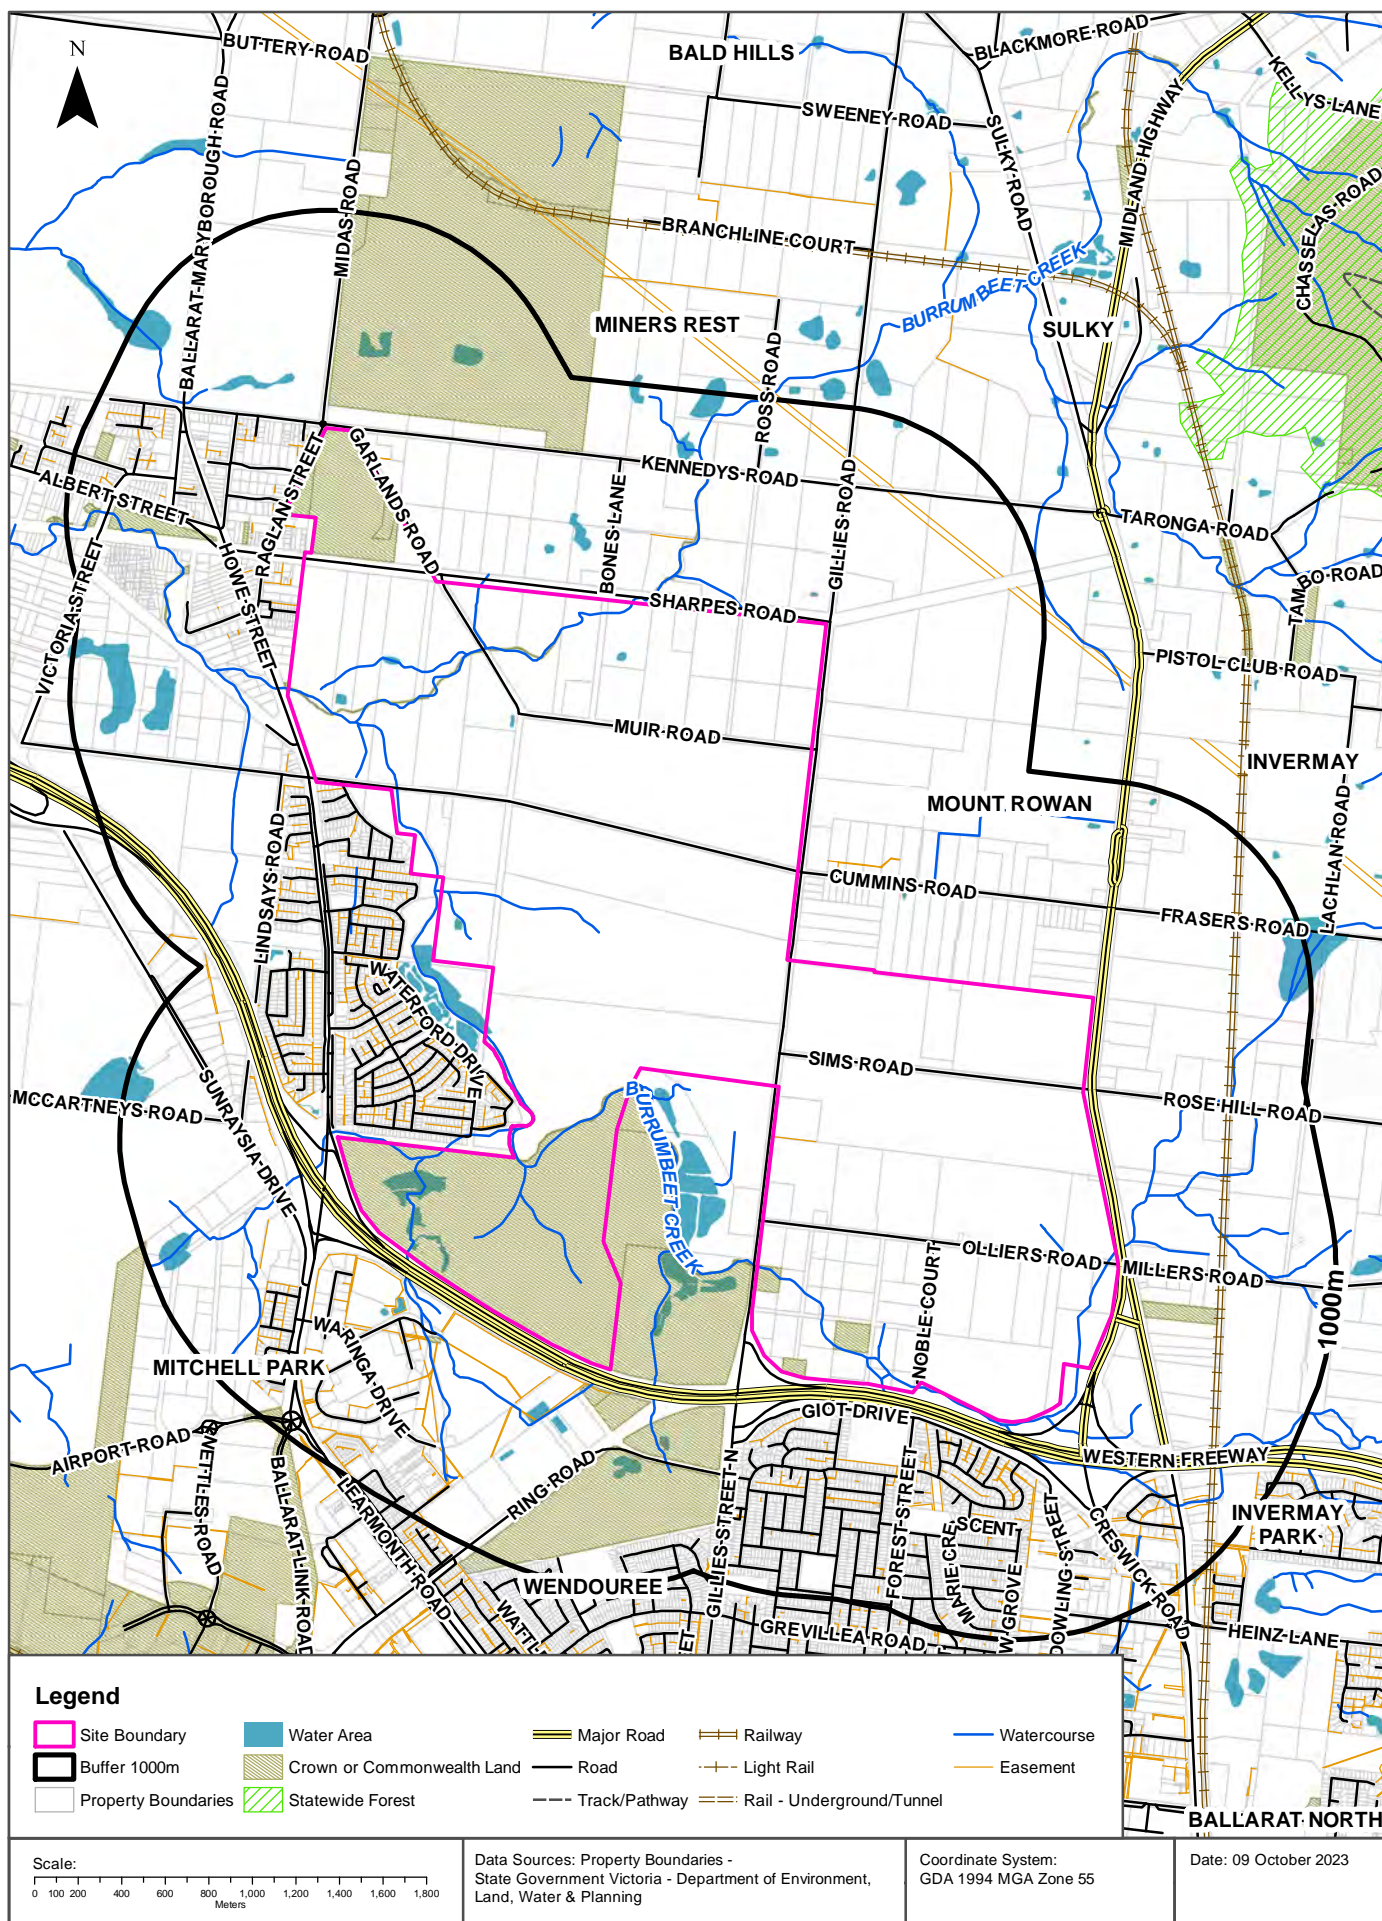 N
BUTTERY ROAD
BALD HILLS
BLACKMORE ROAD
KELLYS LANE
SWEENEY ROAD
SULKY ROAD
MIDLAND HIGHWAY
BALLARAT-MARYBOROUGH ROAD
MIDAS ROAD
CHASSELAS ROAD
BRANCHLINE COURT
BURRUMBEET CREEK
MINERS REST
SULKY
ROSS ROAD
GARLANDS ROAD
RAGLAN STREET
KENNEDYS ROAD
ALBERT STREET
BONES LANE
GILLIES ROAD
TARONGA ROAD
HOWE STREET
VICTORIA STREET
SHARPES ROAD
TAMBO ROAD
PISTOL CLUB ROAD
MUIR ROAD
INVERMAY
MOUNT ROWAN
LINDSAYS ROAD
LACHLAN ROAD
CUMMINS ROAD
FRASERS ROAD
WATERFORD DRIVE
SIMS ROAD
MCCARTNEYS ROAD
SUNRAYSIA DRIVE
BURRUMBEET CREEK
ROSE HILL ROAD
OLLIERS ROAD
MILLERS ROAD
NOBLE COURT
1000m
WARINGA DRIVE
MITCHELL PARK
GIOT DRIVE
AIRPORT ROAD
NETTLES ROAD
BALLARAT LINK ROAD
LEARMONTH ROAD
RING ROAD
GILLIES STREET N
FOREST STREET
WESTERN FREEWAY
MARIE CRE
SCENT
INVERMAY
PARK
WENDOUREE
W GROVE
DOWLING STREET
CRESWICK ROAD
WATTL
ET
GREVILLEA ROAD
HEINZ LANE
BALLARAT NORTH
Legend
Site Boundary
Water Area
Major Road
Railway
Watercourse
Buffer 1000m
Crown or Commonwealth Land
Road
Light Rail
Easement
Property Boundaries
Statewide Forest
Track/Pathway
Rail - Underground/Tunnel
Scale:
0 100 200 400 600 800 1,000 1,200 1,400 1,600 1,800
Meters
Data Sources: Property Boundaries -
State Government Victoria - Department of Environment,
Land, Water & Planning
Coordinate System:
GDA 1994 MGA Zone 55
Date: 09 October 2023